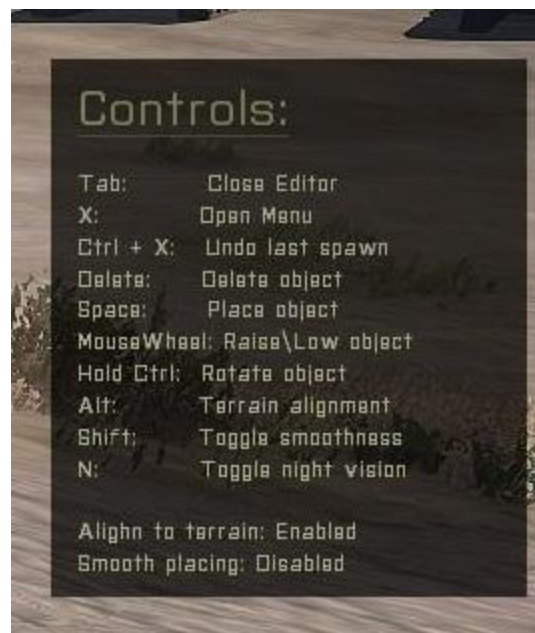 Controls:
Tab: Close Editor
X: Open Menu
Ctrl + X: Undo last spawn
Delete: Delete object
Space: Place object
MouseWheel: Raise\Low object
Hold Ctrl: Rotate object
Alt: Terrain alignment
Shift: Toggle smoothness
N: Toggle night vision
Alighn to terrain: Enabled
Smooth placing: Disabled